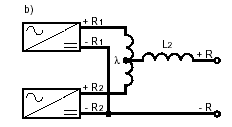 b)
+ R1
- R1
L2
λ
+ R
+ R2
- R2
- R